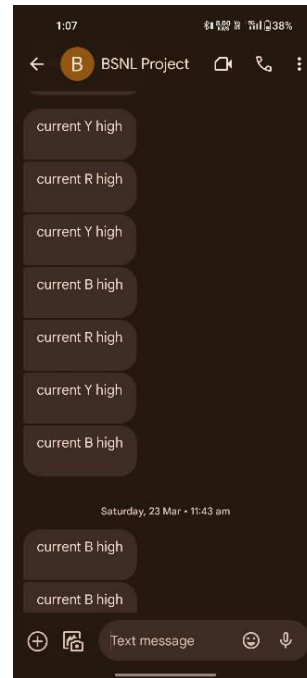 1:07
38%
B BSNL Project
current Y high
current R high
current Y high
current B high
current R high
current Y high
current B high
Saturday, 23 Mar • 11:43 am
current B high
current B high
Text message